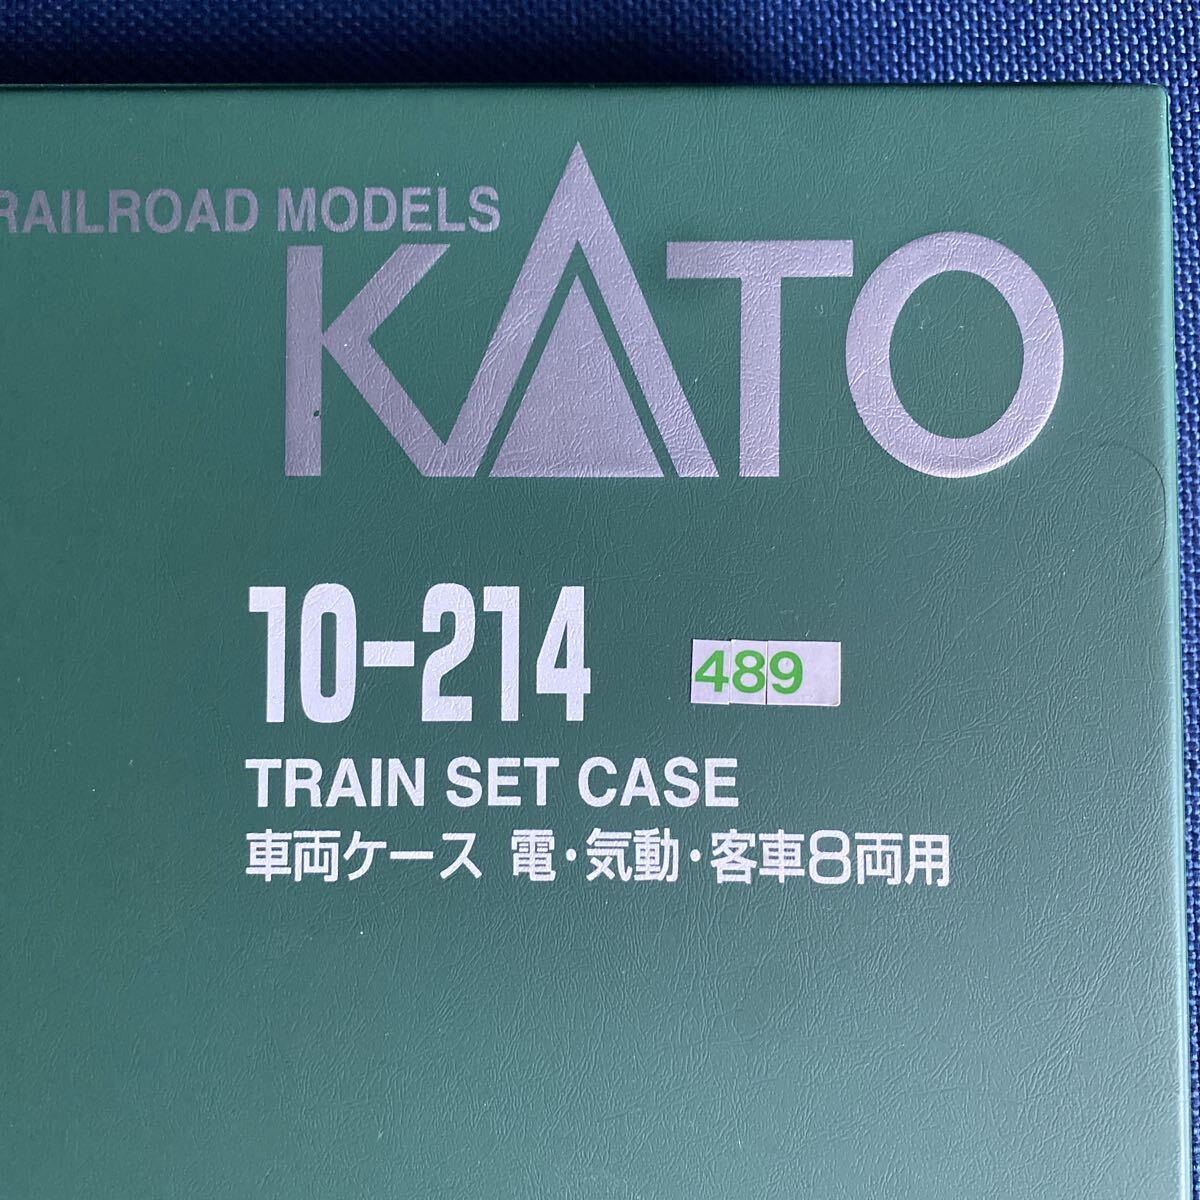 RAILROAD MODELS
KATO
10-214
489
TRAIN SET CASE
車両ケース 電・気動・客車8両用